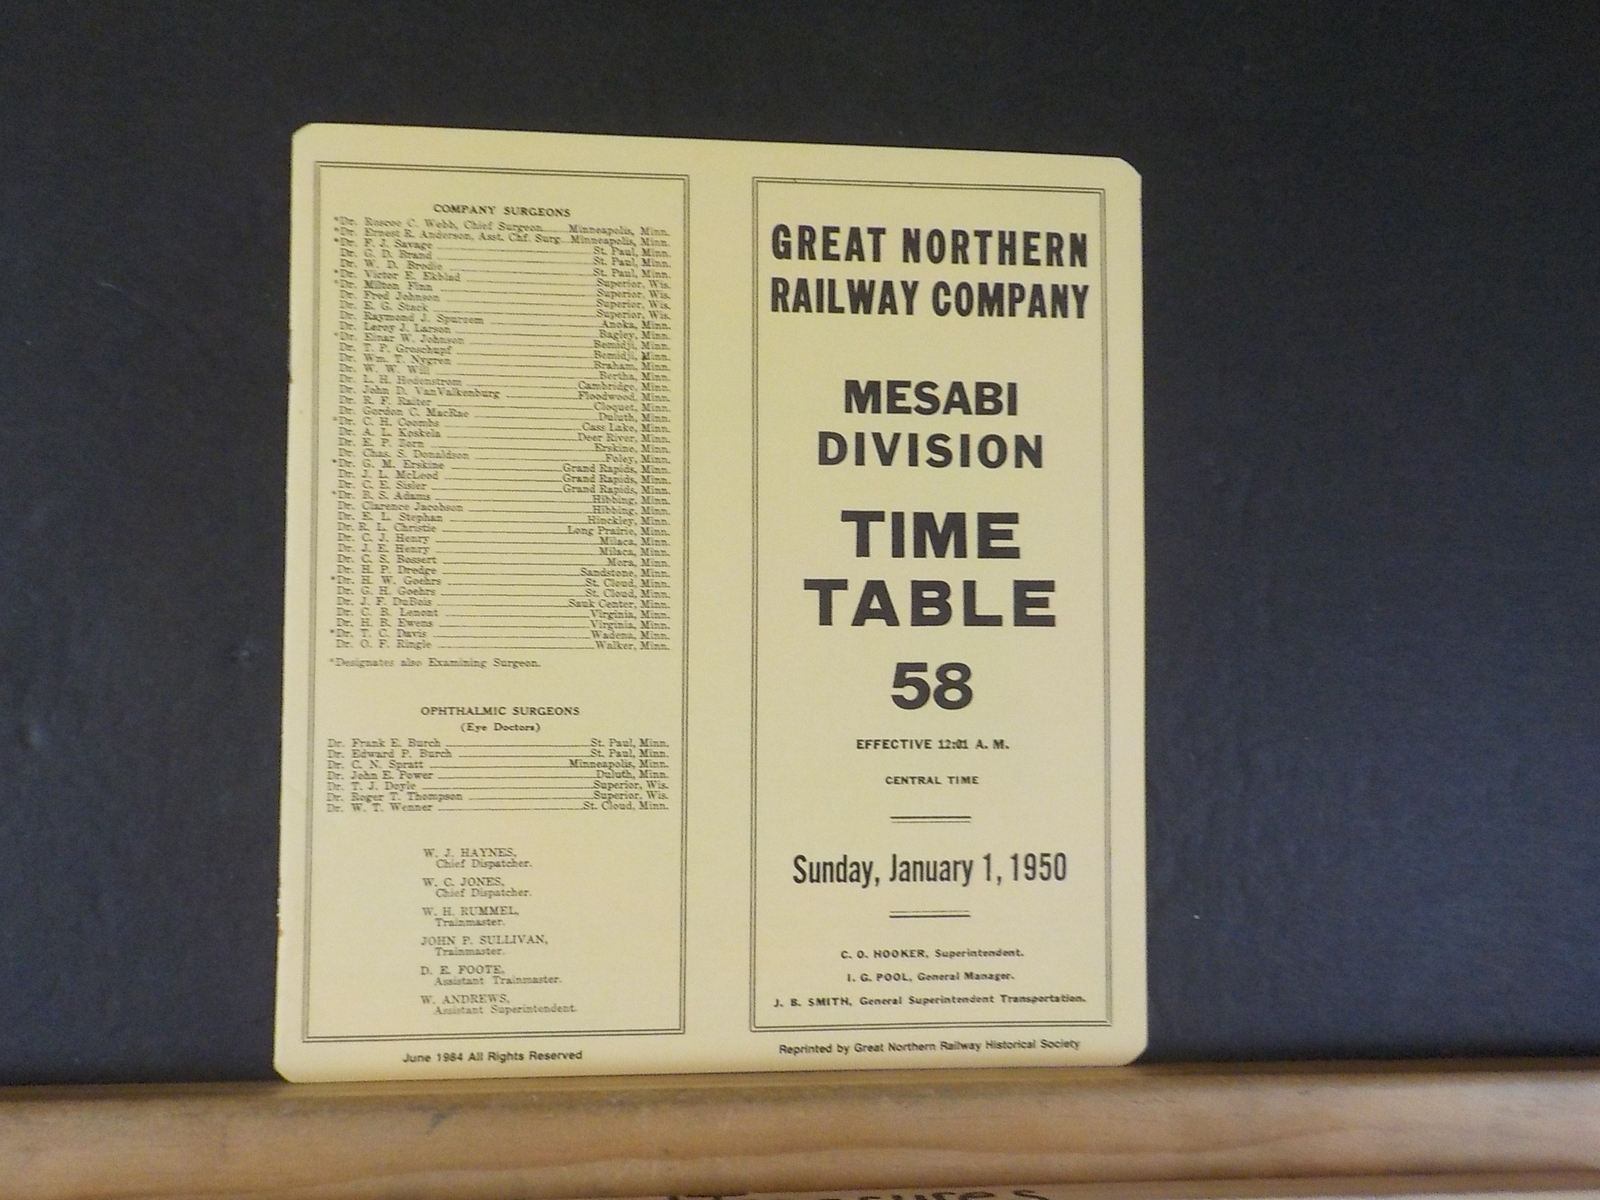 COMPANY SURGEONS
*Dr. Roscoe C. Webb, Chief Surgeon Minneapolis, Minn.
*Dr. Ernest R. Anderson, Asst. Chf. Surg. Minneapolis, Minn.
*Dr. F. J. Savage St. Paul, Minn.
Dr. G. D. Brand St. Paul, Minn.
Dr. W. D. Brodie St. Paul, Minn.
*Dr. Victor E. Ekblad Superior, Wis.
*Dr. Milton Finn Superior, Wis.
Dr. Fred Johnson Superior, Wis.
Dr. E. G. Stack Superior, Wis.
Dr. Raymond J. Spurzem Anoka, Minn.
Dr. Leroy J. Larson Bagley, Minn.
*Dr. Einar W. Johnson Bemidji, Minn.
Dr. T. P. Groschupf Bemidji, Minn.
Dr. Wm. T. Nygren Braham, Minn.
Dr. W. W. Will Bertha, Minn.
Dr. L. H. Hedenstrom Cambridge, Minn.
Dr. John D. VanValkenburg Floodwood, Minn.
Dr. R. F. Raiter Cloquet, Minn.
Dr. Gordon C. MacRae Duluth, Minn.
*Dr. C. H. Coombs Cass Lake, Minn.
Dr. A. L. Koskela Deer River, Minn.
Dr. E. P. Zorn Erskine, Minn.
Dr. Chas. S. Donaldson Foley, Minn.
*Dr. G. M. Erskine Grand Rapids, Minn.
Dr. J. L. McLeod Grand Rapids, Minn.
Dr. C. E. Sisler Grand Rapids, Minn.
*Dr. B. S. Adams Hibbing, Minn.
Dr. Clarence Jacobson Hibbing, Minn.
Dr. E. L. Stephan Hinckley, Minn.
Dr. R. L. Christie Long Prairie, Minn.
Dr. C. J. Henry Milaca, Minn.
Dr. J. E. Henry Milaca, Minn.
Dr. C. S. Bossert Mora, Minn.
Dr. H. P. Dredge Sandstone, Minn.
*Dr. H. W. Goehrs St. Cloud, Minn.
Dr. G. H. Goehrs St. Cloud, Minn.
Dr. J. F. DuBois Sauk Center, Minn.
Dr. C. B. Lenont Virginia, Minn.
Dr. H. B. Ewens Virginia, Minn.
*Dr. T. C. Davis Wadena, Minn.
Dr. O. F. Ringle Walker, Minn.
*Designates also Examining Surgeon.
OPHTHALMIC SURGEONS
(Eye Doctors)
Dr. Frank E. Burch St. Paul, Minn.
Dr. Edward P. Burch St. Paul, Minn.
Dr. C. N. Spratt Minneapolis, Minn.
Dr. John E. Power Duluth, Minn.
Dr. T. J. Doyle Superior, Wis.
Dr. Roger T. Thompson Superior, Wis.
Dr. W. T. Wenner St. Cloud, Minn.
W. J. HAYNES,
Chief Dispatcher.
W. C. JONES,
Chief Dispatcher.
W. H. RUMMEL,
Trainmaster.
JOHN P. SULLIVAN,
Trainmaster.
D. E. FOOTE,
Assistant Trainmaster.
W. ANDREWS,
Assistant Superintendent.
June 1984 All Rights Reserved
GREAT NORTHERN
RAILWAY COMPANY
MESABI
DIVISION
TIME
TABLE
58
EFFECTIVE 12:01 A. M.
CENTRAL TIME
Sunday, January 1, 1950
C. O. HOOKER, Superintendent.
I. G. POOL, General Manager.
J. B. SMITH, General Superintendent Transportation.
Reprinted by Great Northern Railway Historical Society